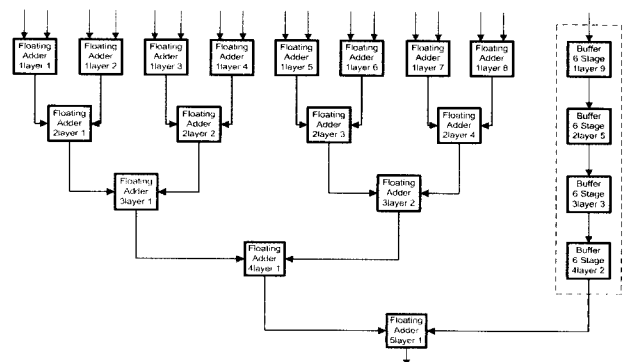 Floating
Adder
1layer 1
Floating
Adder
1layer 2
Floating
Adder
1layer 3
Floating
Adder
1layer 4
Floating
Adder
1layer 5
Floating
Adder
1layer 6
Floating
Adder
1layer 7
Floating
Adder
1layer 8
Buffer
6 Stage
1layer 9
Floating
Adder
2layer 1
Floating
Adder
2layer 2
Floating
Adder
2layer 3
Floating
Adder
2layer 4
Buffer
6 Stage
2layer 5
Floating
Adder
3layer 1
Floating
Adder
3layer 2
Buffer
6 Stage
3layer 3
Floating
Adder
4layer 1
Buffer
6 Stage
4layer 2
Floating
Adder
5layer 1